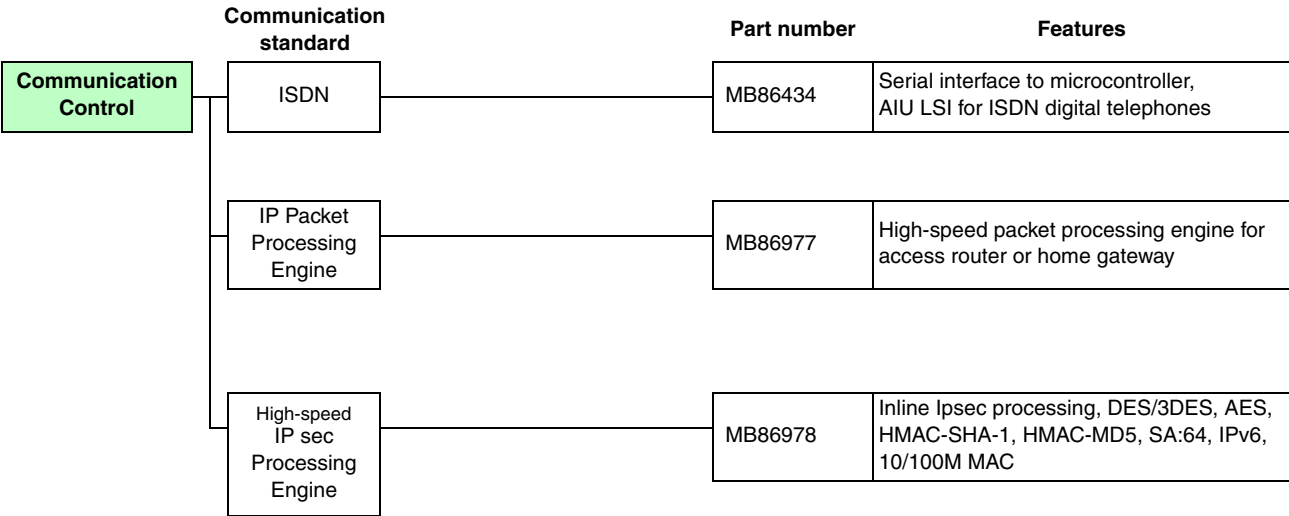 Communication
standard
Part number
Features
Communication
Control
ISDN
MB86434
Serial interface to microcontroller,
AIU LSI for ISDN digital telephones
IP Packet
Processing
Engine
MB86977
High-speed packet processing engine for
access router or home gateway
High-speed
IP sec
Processing
Engine
MB86978
Inline Ipsec processing, DES/3DES, AES,
HMAC-SHA-1, HMAC-MD5, SA:64, IPv6,
10/100M MAC